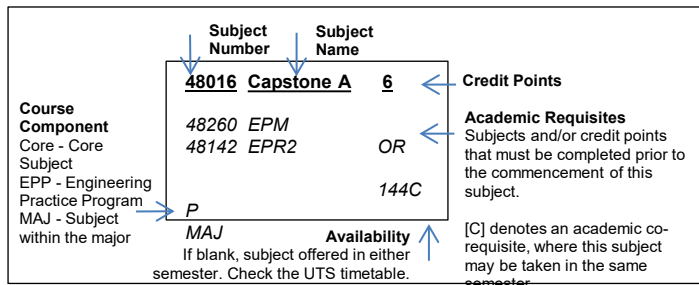 Subject Number
Subject Name
48016 Capstone A 6
Credit Points
48260 EPM
48142 EPR2 OR
144C
P
MAJ
Course Component
Core - Core
Subject
EPP - Engineering
Practice Program
MAJ - Subject
within the major
Academic Requisites
Subjects and/or credit points
that must be completed prior to
the commencement of this
subject.
[C] denotes an academic co-
requisite, where this subject
may be taken in the same
semester
Availability
If blank, subject offered in either
semester. Check the UTS timetable.